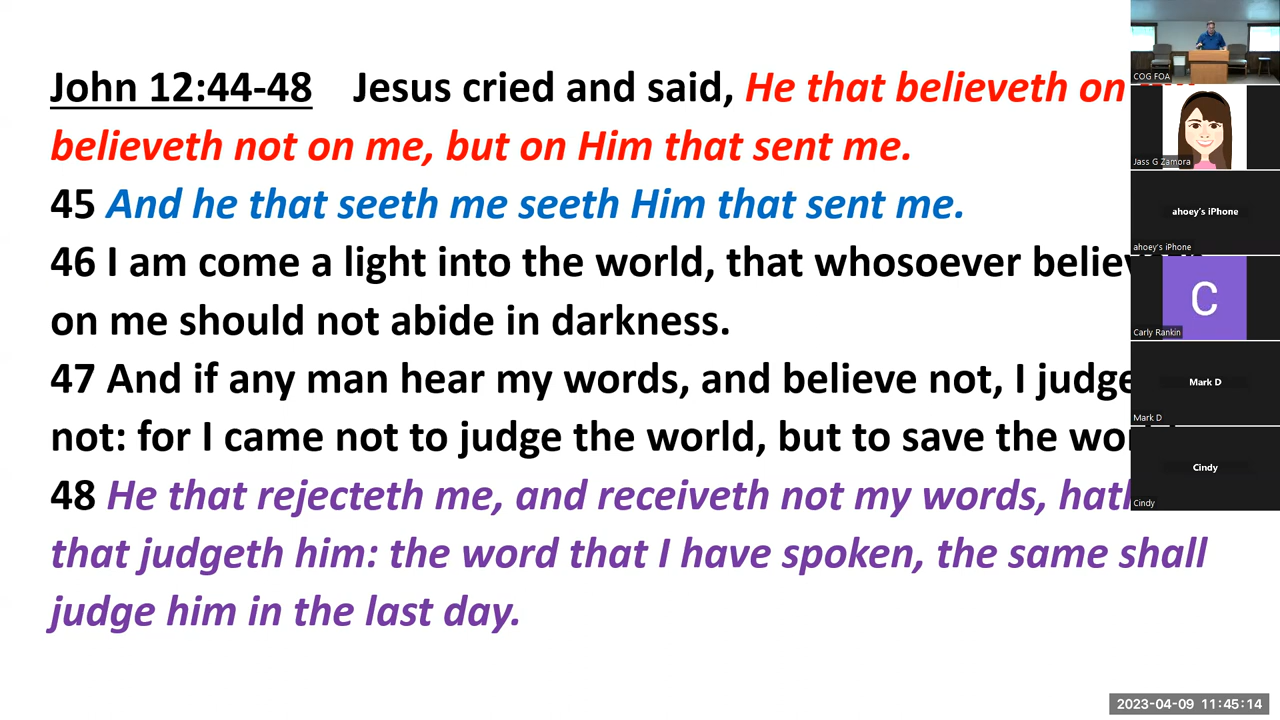 John 12:44-48 Jesus cried and said, He that believeth on
believeth not on me, but on Him that sent me.
45 And he that seeth me seeth Him that sent me.
46 I am come a light into the world, that whosoever
on me should not abide in darkness.
47 And if any man hear my words, and believe not, I judge
not: for I came not to judge the world, but to save the
48 He that rejecteth me, and receiveth not my words,
that judgeth him: the word that I have spoken, the same shall
judge him in the last day.
COG FOA
Jass G Zamora
ahoey's iPhone
ahoey's iPhone
C
Carly Rankin
Mark D
Mark D
Cindy
Cindy
2023-04-09 11:45:14